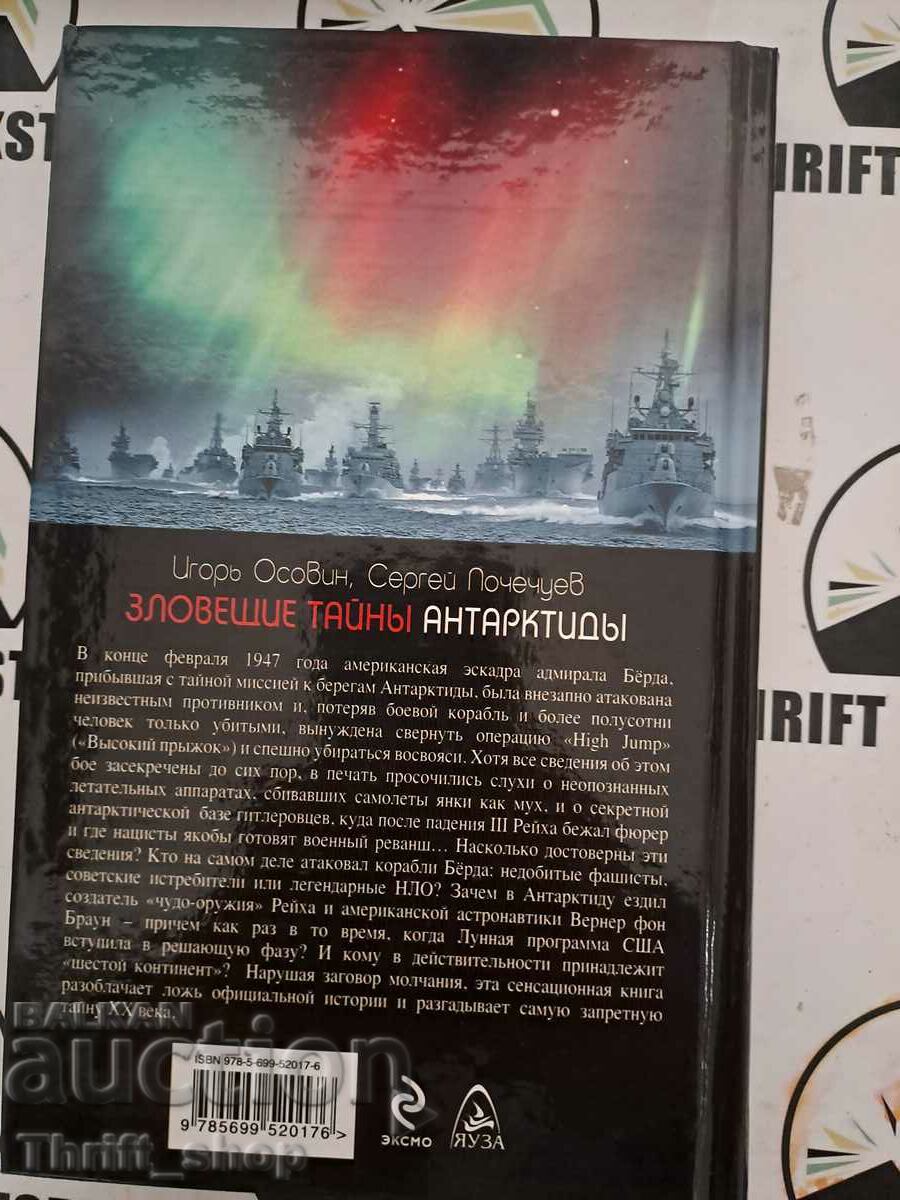 Игорь Осовин, Сергей Почечуев
ЗЛОВЕЩИЕ ТАЙНЫ АНТАРКТИДЫ
В конце февраля 1947 года американская эскадра адмирала Бёрда,
прибывшая с тайной миссией к берегам Антарктиды, была внезапно атакована
неизвестным противником и, потеряв боевой корабль и более полусотни
человек только убитыми, вынуждена свернуть операцию «High Jump»
(«Высокий прыжок») и спешно убираться восвояси. Хотя все сведения об этом
бое засекречены до сих пор, в печать просочились слухи о неопознанных
летательных аппаратах, сбивавших самолеты янки как мух, и о секретной
антарктической базе гитлеровцев, куда после падения III Рейха бежал фюрер
и где нацисты якобы готовят военный реванш... Насколько достоверны эти
сведения? Кто на самом деле атаковал корабли Бёрда: недобитые фашисты,
советские истребители или легендарные НЛО? Зачем в Антарктиду ездил
создатель «чудо-оружия» Рейха и американской астронавтики Вернер фон
Браун – причем как раз в то время, когда Лунная программа США
вступила в решающую фазу? И кому в действительности принадлежит
«шестой континент»? Нарушая заговор молчания, эта сенсационная книга
разоблачает ложь официальной истории и разгадывает самую запретную
тайну XX века.
ISBN 978-5-699-52017-6
9 785699 520176 >
ЭКСМО
ЯУЗА
BALKAN
auction
Thrift_shop
KST
HRIFT
KST
HRIFT